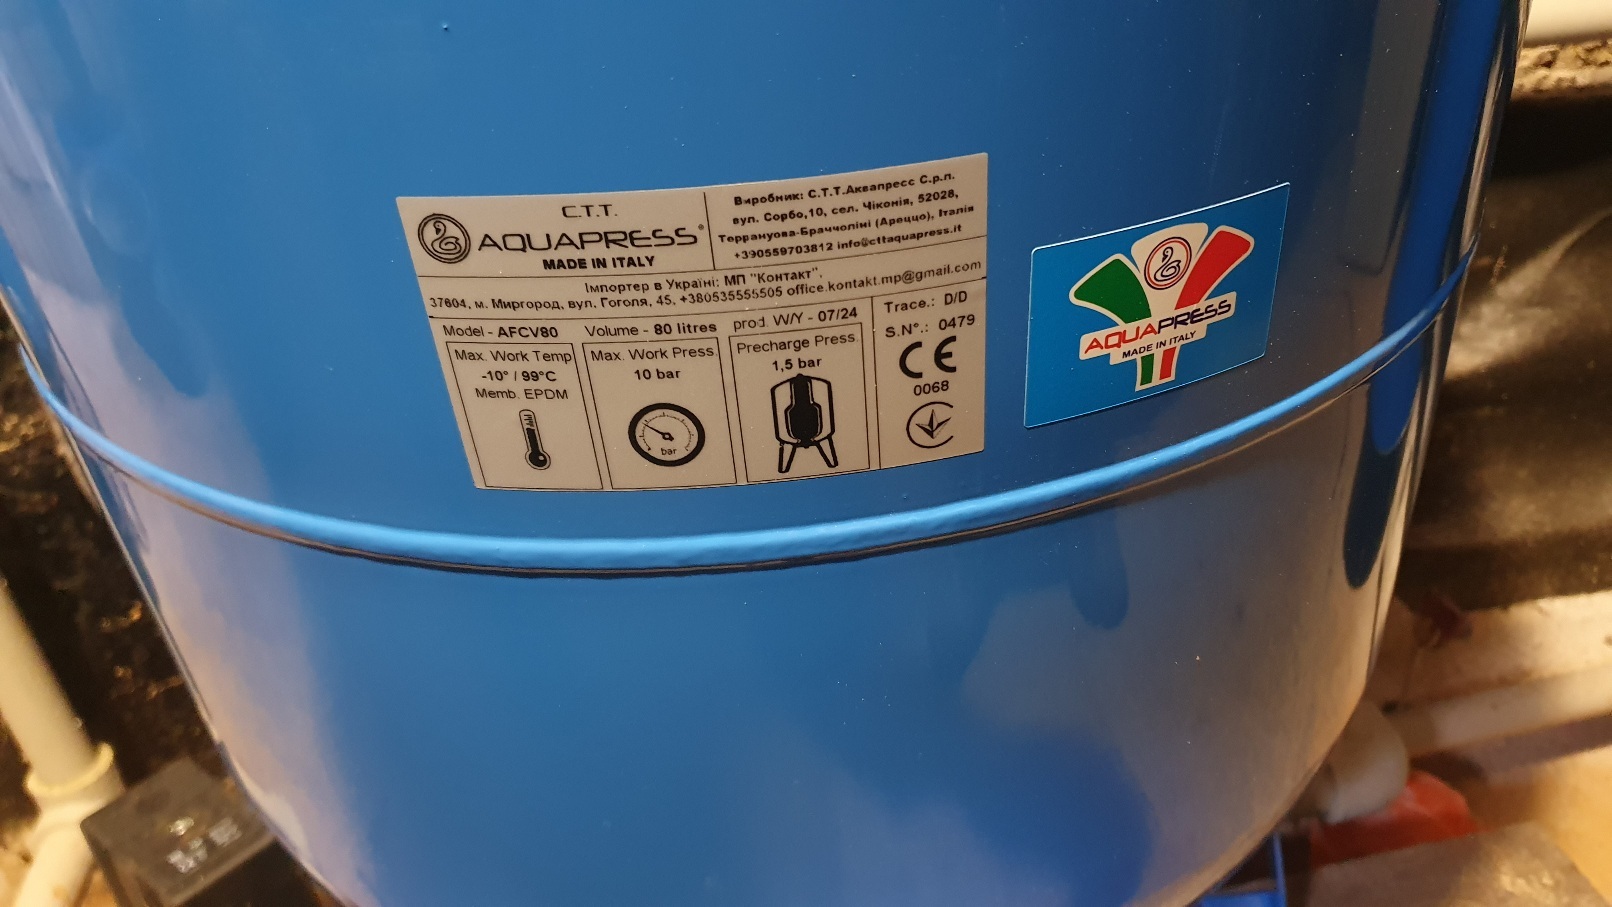 C.T.T.
AQUAPRESS®
MADE IN ITALY
Виробник: С.Т.Т.Аквапресс С.р.л.
вул. Сорбо,10, сел. Чіконія, 52028,
Террануова-Браччоліні (Ареццо), Італія
+390559703812 info@cttaquapress.it
Імпортер в Україні: МП "Контакт".
37604, м. Миргород, вул. Гоголя, 45, +380535555505 office.kontakt.mp@gmail.com
Model - AFCV80
Volume - 80 litres
prod. W/Y - 07/24
Max. Work Temp
-10° / 99°C
Memb. EPDM
Max. Work Press.
10 bar
bar
Precharge Press.
1,5 bar
Trace.: D/D
S.N°.: 0479
CE
0068
AQUAPRESS
MADE IN ITALY